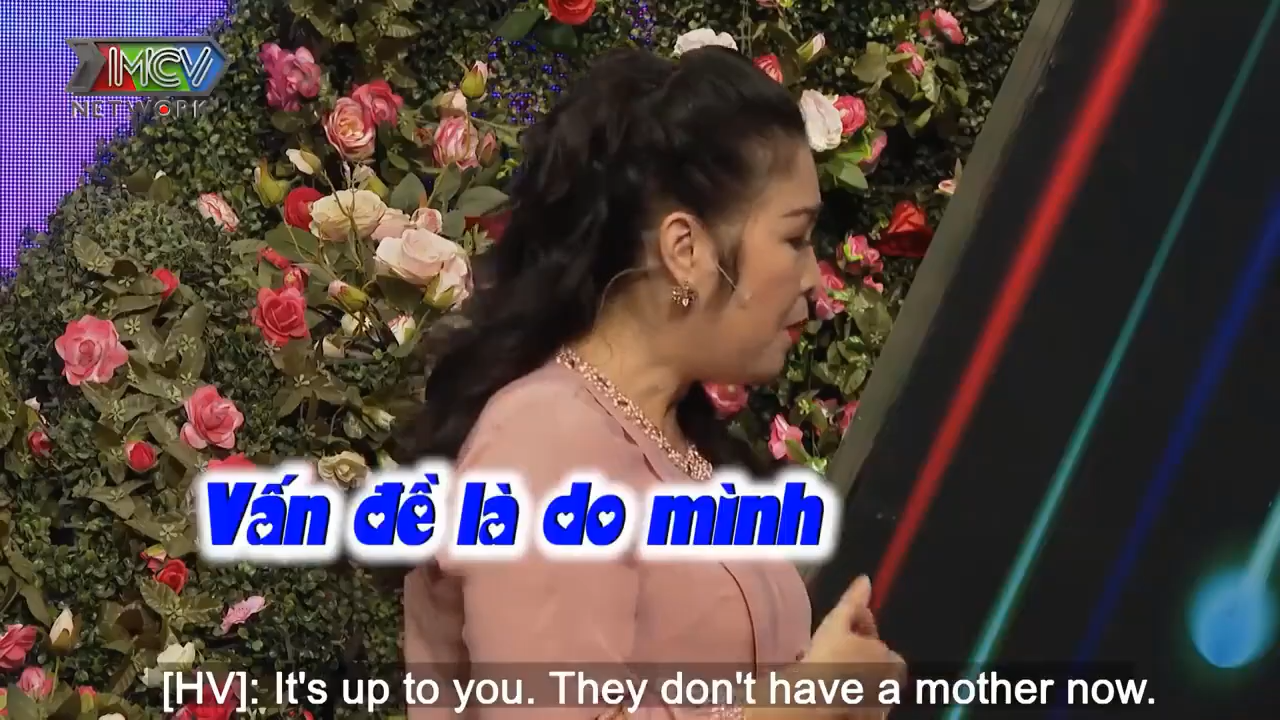 MCV
NETWORK
Vấn đề là do mình
[HV]: It's up to you. They don't have a mother now.